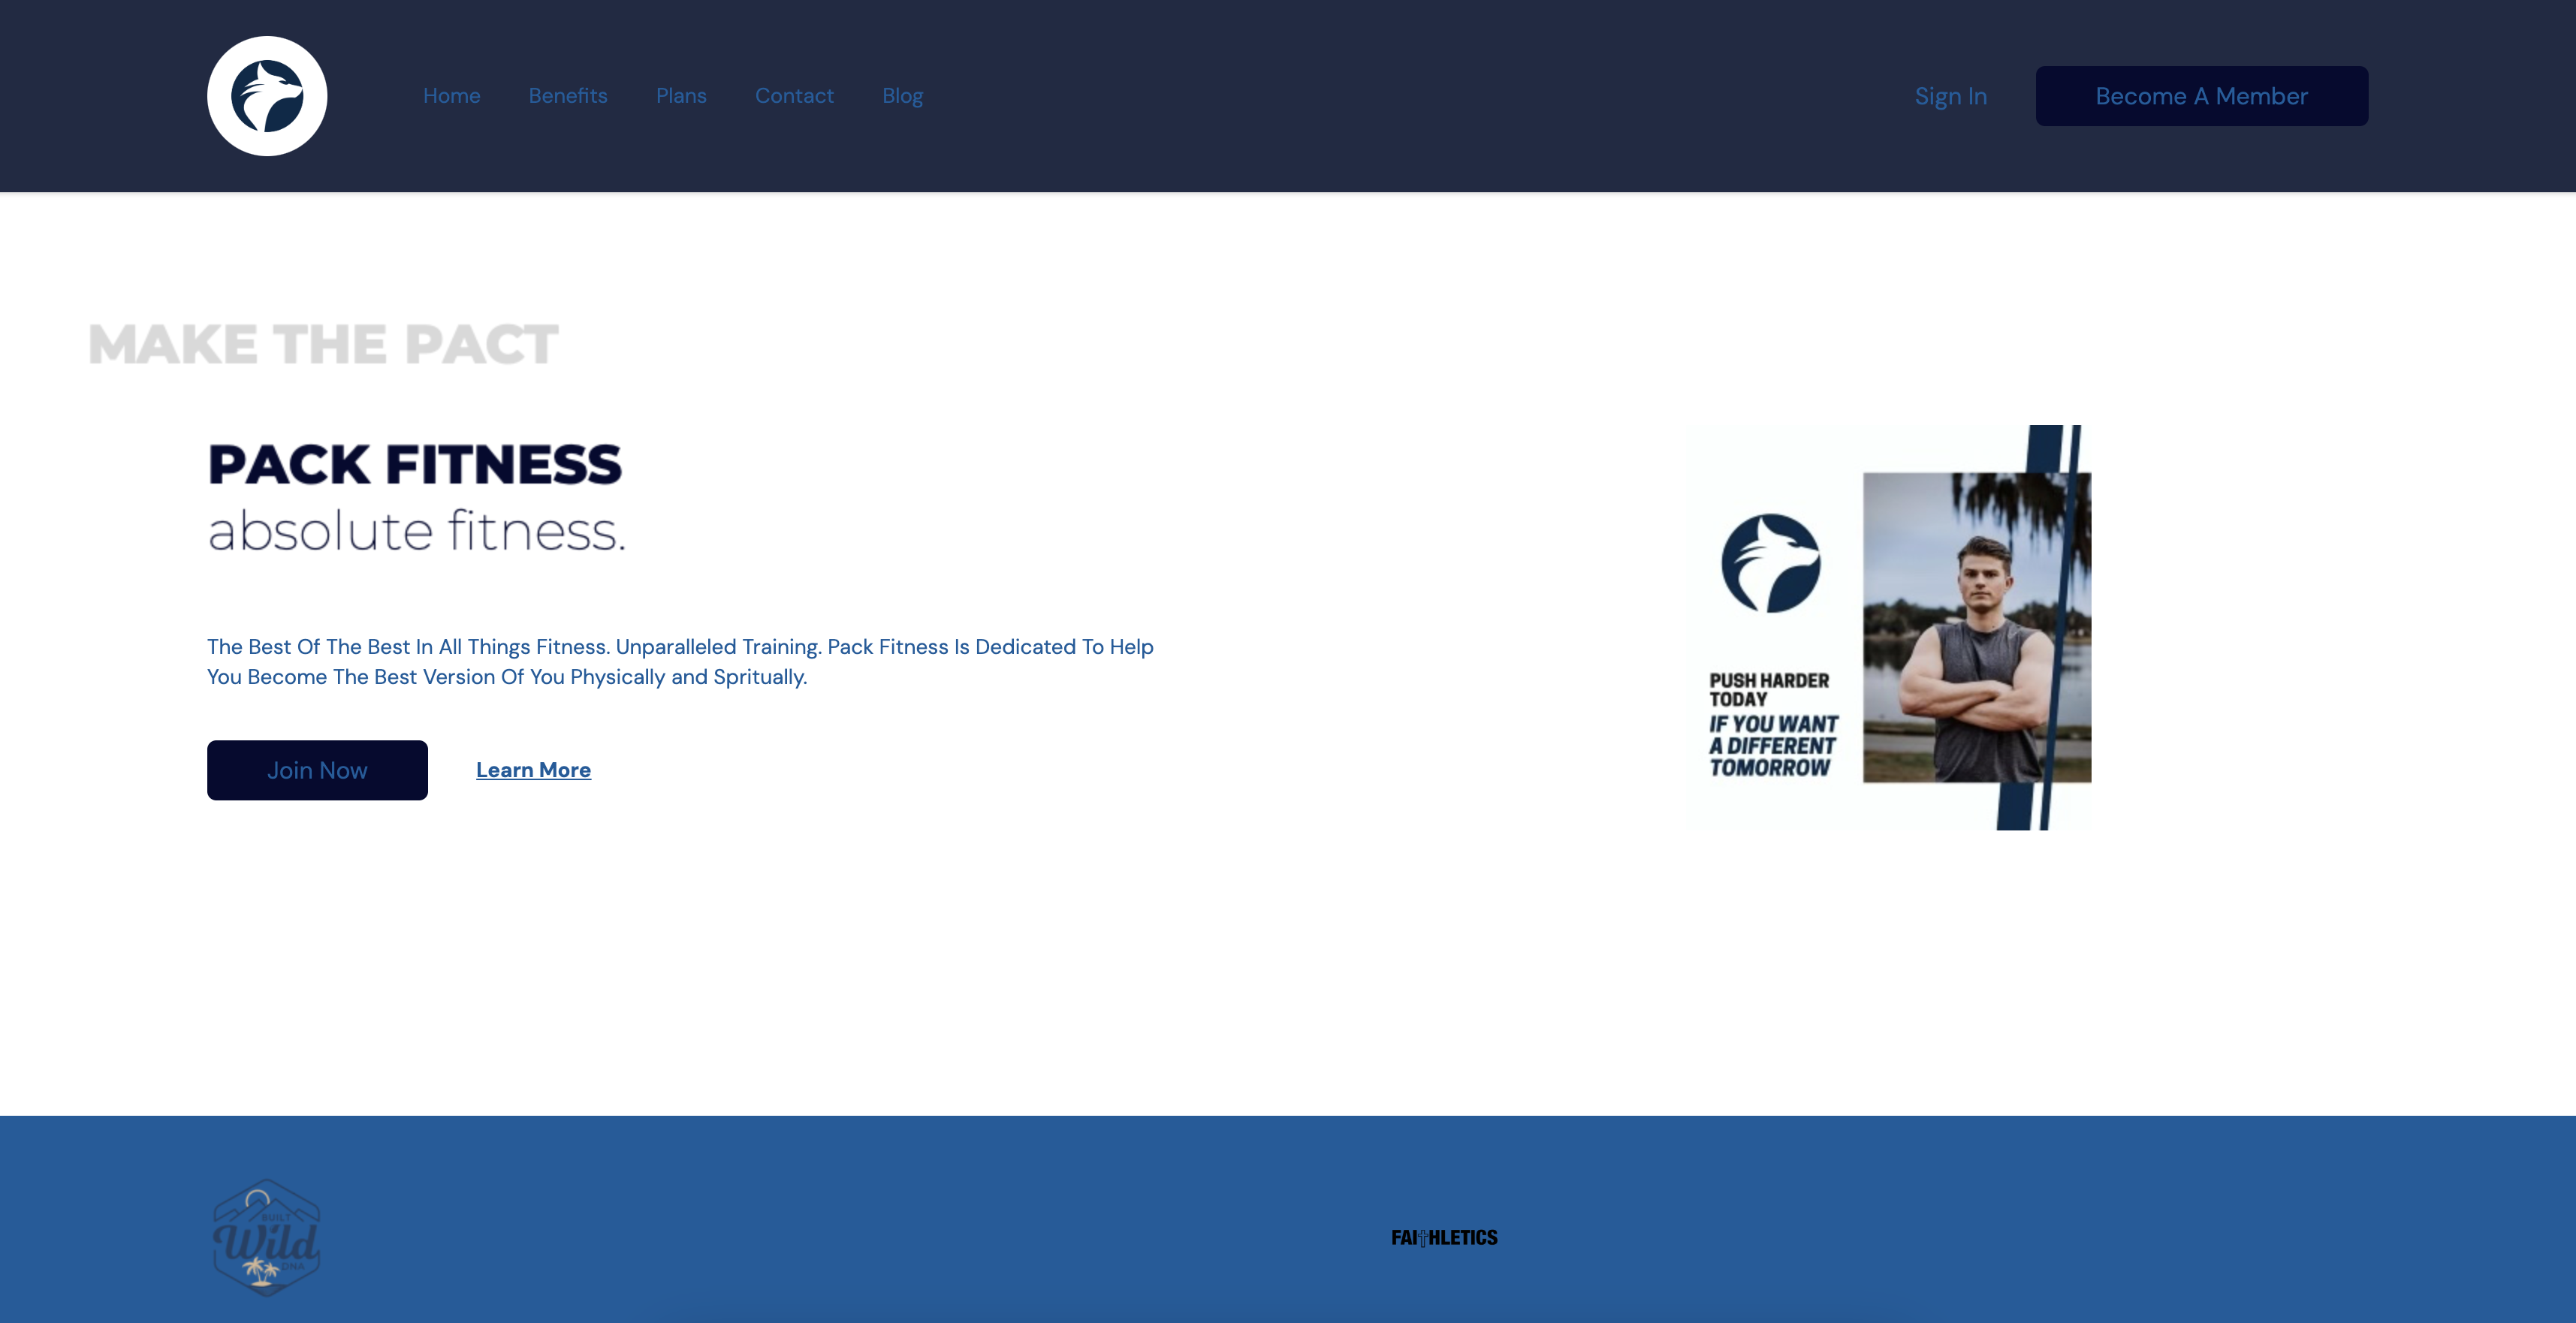 Home Benefits Plans Contact Blog Sign In Become A Member
MAKE THE PACT
PACK FITNESS
absolute fitness.
The Best Of The Best In All Things Fitness. Unparalleled Training. Pack Fitness Is Dedicated To Help
You Become The Best Version Of You Physically and Spritually.
Join Now Learn More
PUSH HARDER
TODAY
IF YOU WANT
A DIFFERENT
TOMORROW
BUILT
Wild
DNA
FAITHLETICS